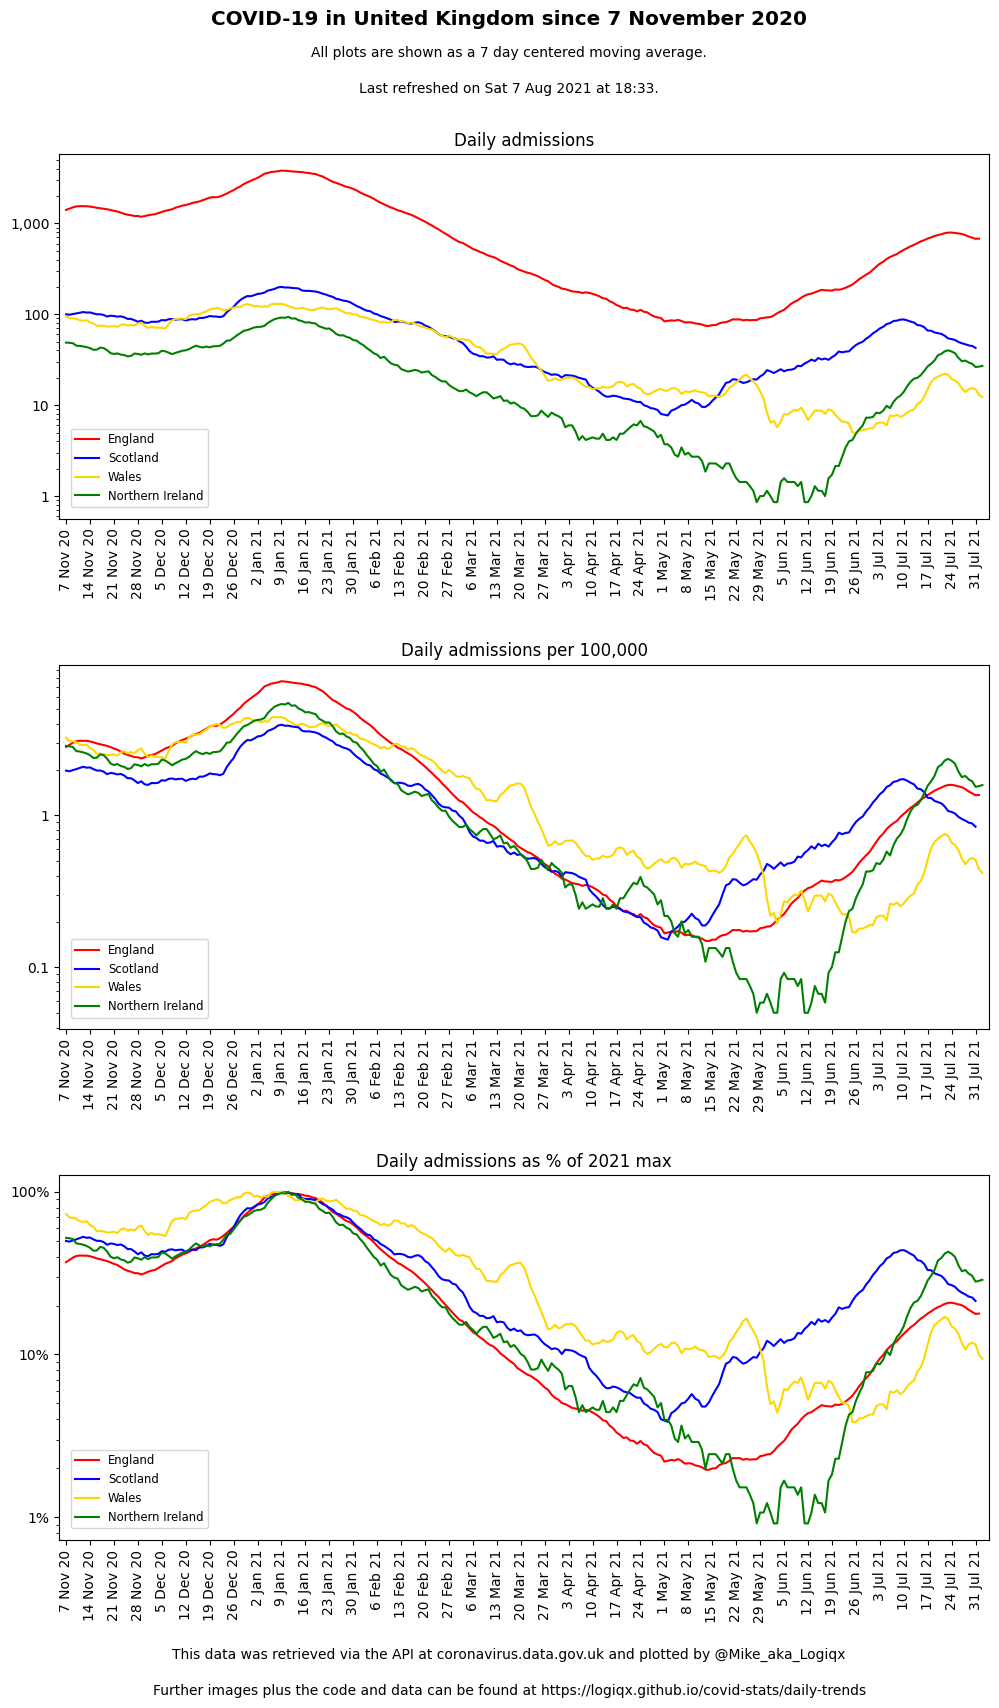 COVID-19 in United Kingdom since 7 November 2020
All plots are shown as a 7 day centered moving average.
Last refreshed on Sat 7 Aug 2021 at 18:33.
Daily admissions
1,000
100
10
1
England
Scotland
Wales
Northern Ireland
7 Nov 20
14 Nov 20
21 Nov 20
28 Nov 20
5 Dec 20
12 Dec 20
19 Dec 20
26 Dec 20
2 Jan 21
9 Jan 21
16 Jan 21
23 Jan 21
30 Jan 21
6 Feb 21
13 Feb 21
20 Feb 21
27 Feb 21
6 Mar 21
13 Mar 21
20 Mar 21
27 Mar 21
3 Apr 21
10 Apr 21
17 Apr 21
24 Apr 21
1 May 21
8 May 21
15 May 21
22 May 21
29 May 21
5 Jun 21
12 Jun 21
19 Jun 21
26 Jun 21
3 Jul 21
10 Jul 21
17 Jul 21
24 Jul 21
31 Jul 21
Daily admissions per 100,000
1
0.1
England
Scotland
Wales
Northern Ireland
7 Nov 20
14 Nov 20
21 Nov 20
28 Nov 20
5 Dec 20
12 Dec 20
19 Dec 20
26 Dec 20
2 Jan 21
9 Jan 21
16 Jan 21
23 Jan 21
30 Jan 21
6 Feb 21
13 Feb 21
20 Feb 21
27 Feb 21
6 Mar 21
13 Mar 21
20 Mar 21
27 Mar 21
3 Apr 21
10 Apr 21
17 Apr 21
24 Apr 21
1 May 21
8 May 21
15 May 21
22 May 21
29 May 21
5 Jun 21
12 Jun 21
19 Jun 21
26 Jun 21
3 Jul 21
10 Jul 21
17 Jul 21
24 Jul 21
31 Jul 21
Daily admissions as % of 2021 max
100%
10%
1%
England
Scotland
Wales
Northern Ireland
7 Nov 20
14 Nov 20
21 Nov 20
28 Nov 20
5 Dec 20
12 Dec 20
19 Dec 20
26 Dec 20
2 Jan 21
9 Jan 21
16 Jan 21
23 Jan 21
30 Jan 21
6 Feb 21
13 Feb 21
20 Feb 21
27 Feb 21
6 Mar 21
13 Mar 21
20 Mar 21
27 Mar 21
3 Apr 21
10 Apr 21
17 Apr 21
24 Apr 21
1 May 21
8 May 21
15 May 21
22 May 21
29 May 21
5 Jun 21
12 Jun 21
19 Jun 21
26 Jun 21
3 Jul 21
10 Jul 21
17 Jul 21
24 Jul 21
31 Jul 21
This data was retrieved via the API at coronavirus.data.gov.uk and plotted by @Mike_aka_Logiqx
Further images plus the code and data can be found at https://logiqx.github.io/covid-stats/daily-trends